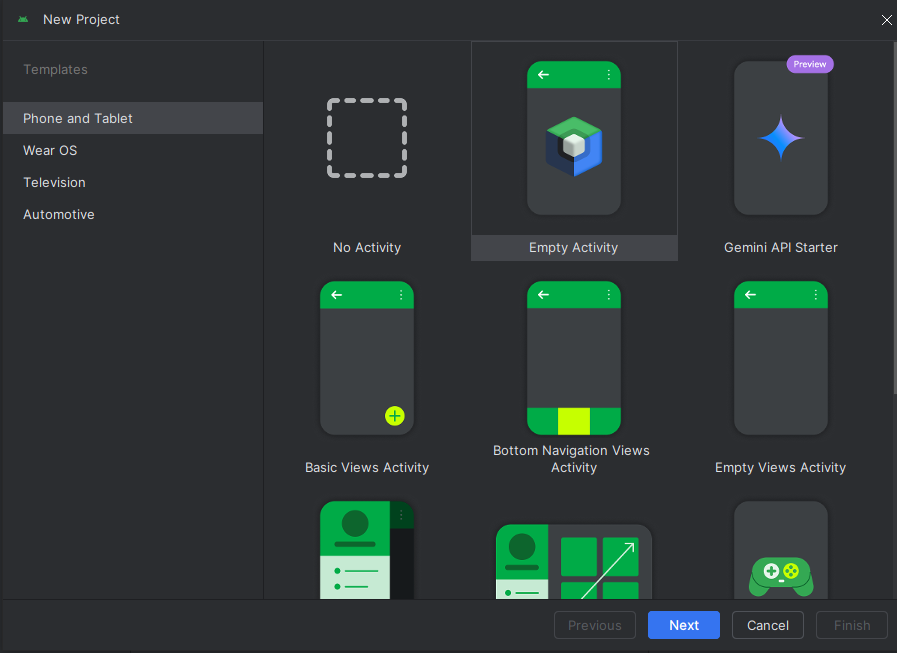 New Project
Templates
Phone and Tablet
Wear OS
Television
Automotive
No Activity
Empty Activity
Preview
Gemini API Starter
Basic Views Activity
Bottom Navigation Views
Activity
Empty Views Activity
Previous
Next
Cancel
Finish